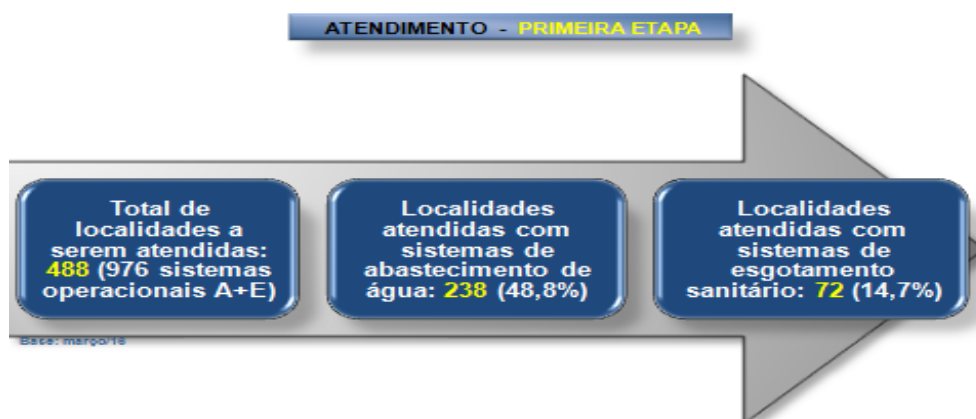 ATENDIMENTO - PRIMEIRA ETAPA
Total de
localidades a
serem atendidas:
488 (976 sistemas
operacionais A+E)
Localidades
atendidas com
sistemas de
abastecimento de
água: 238 (48,8%)
Localidades
atendidas com
sistemas de
esgotamento
sanitário: 72 (14,7%)
Base: março/16